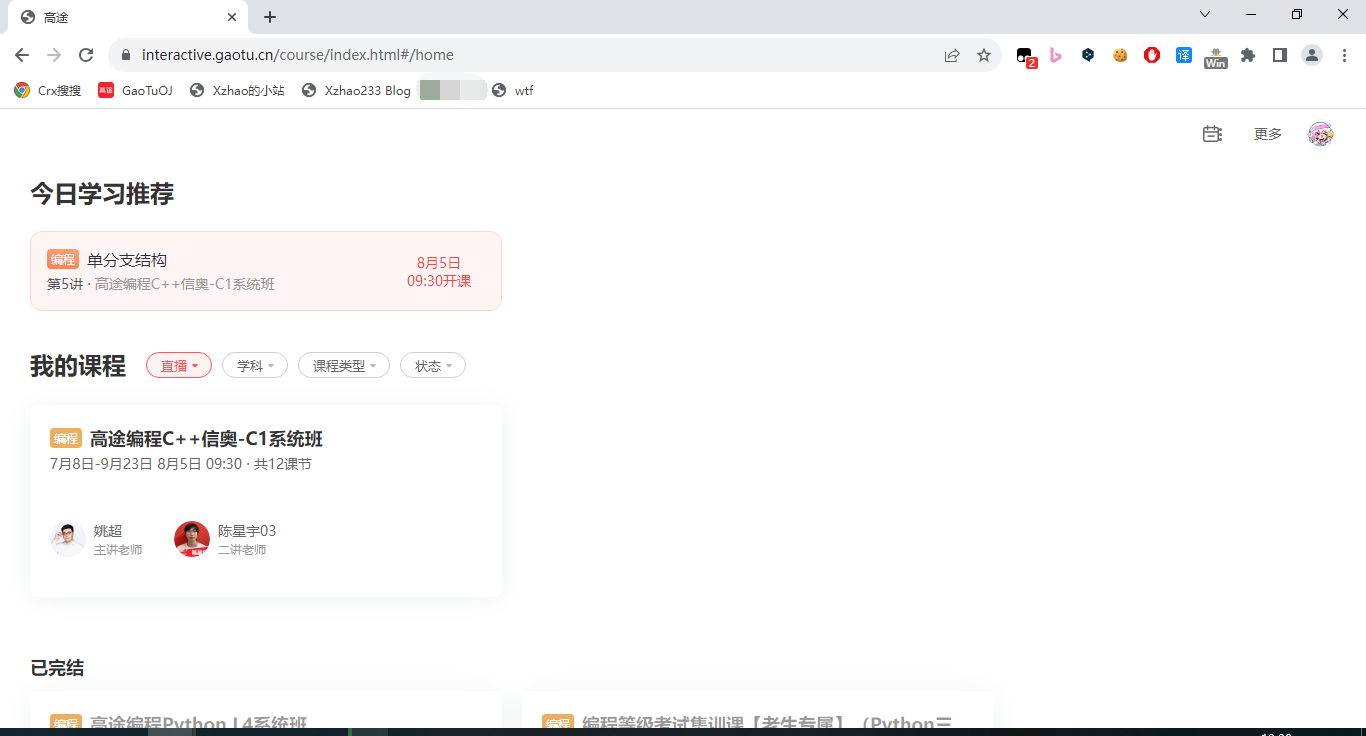 高途
interactive.gaotu.cn/course/index.html#/home
2
译
Win
Crx搜搜
高途
GaoTuOJ
Xzhao的小站
Xzhao233 Blog
wtf
更多
今日学习推荐
编程 单分支结构
第5讲 · 高途编程C++信奥-C1系统班
8月5日
09:30开课
我的课程
直播
学科
课程类型
状态
编程 高途编程C++信奥-C1系统班
7月8日-9月23日 8月5日 09:30 · 共12课节
姚超
主讲老师
陈星宇03
二讲老师
已完结
编程 高途编程Python L4系统班
编程 编程等级考试集训课【老生专属】（Python三